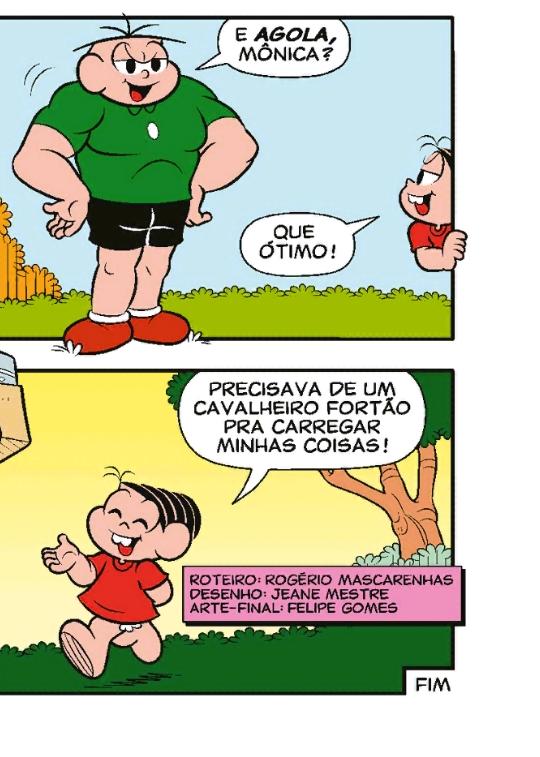 E AGOLA,
MÔNICA?
QUE
ÓTIMO!
PRECISAVA DE UM
CAVALHEIRO FORTÃO
PRA CARREGAR
MINHAS COISAS!
ROTEIRO: ROGÉRIO MASCARENHAS
DESENHO: JEANE MESTRE
ARTE-FINAL: FELIPE GOMES
FIM